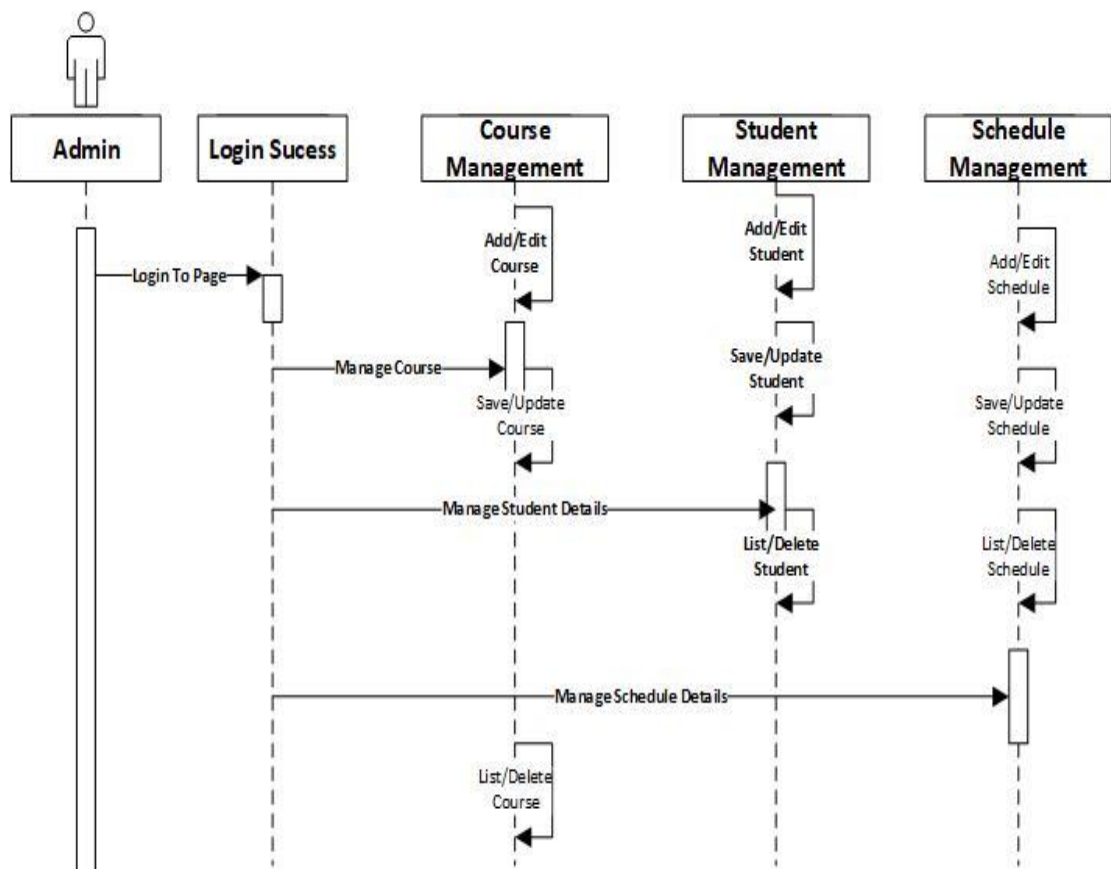 Admin
Login Sucess
Course
Management
Student
Management
Schedule
Management
Add/Edit
Course
Add/Edit
Student
Add/Edit
Schedule
Login To Page
Save/Update
Student
Manage Course
Save/Update
Course
Save/Update
Schedule
Manage Student Details
List/Delete
Student
List/Delete
Schedule
Manage Schedule Details
List/Delete
Course